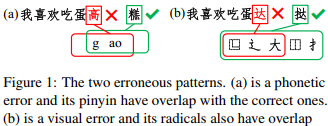 (a)我喜欢吃蛋高 糕 (b)我喜欢吃蛋达 挞
g ao ⿺ 辶 大 ⿰ 扌
Figure 1: The two erroneous patterns. (a) is a phonetic
error and its pinyin have overlap with the correct ones.
(b) is a visual error and its radicals also have overlap